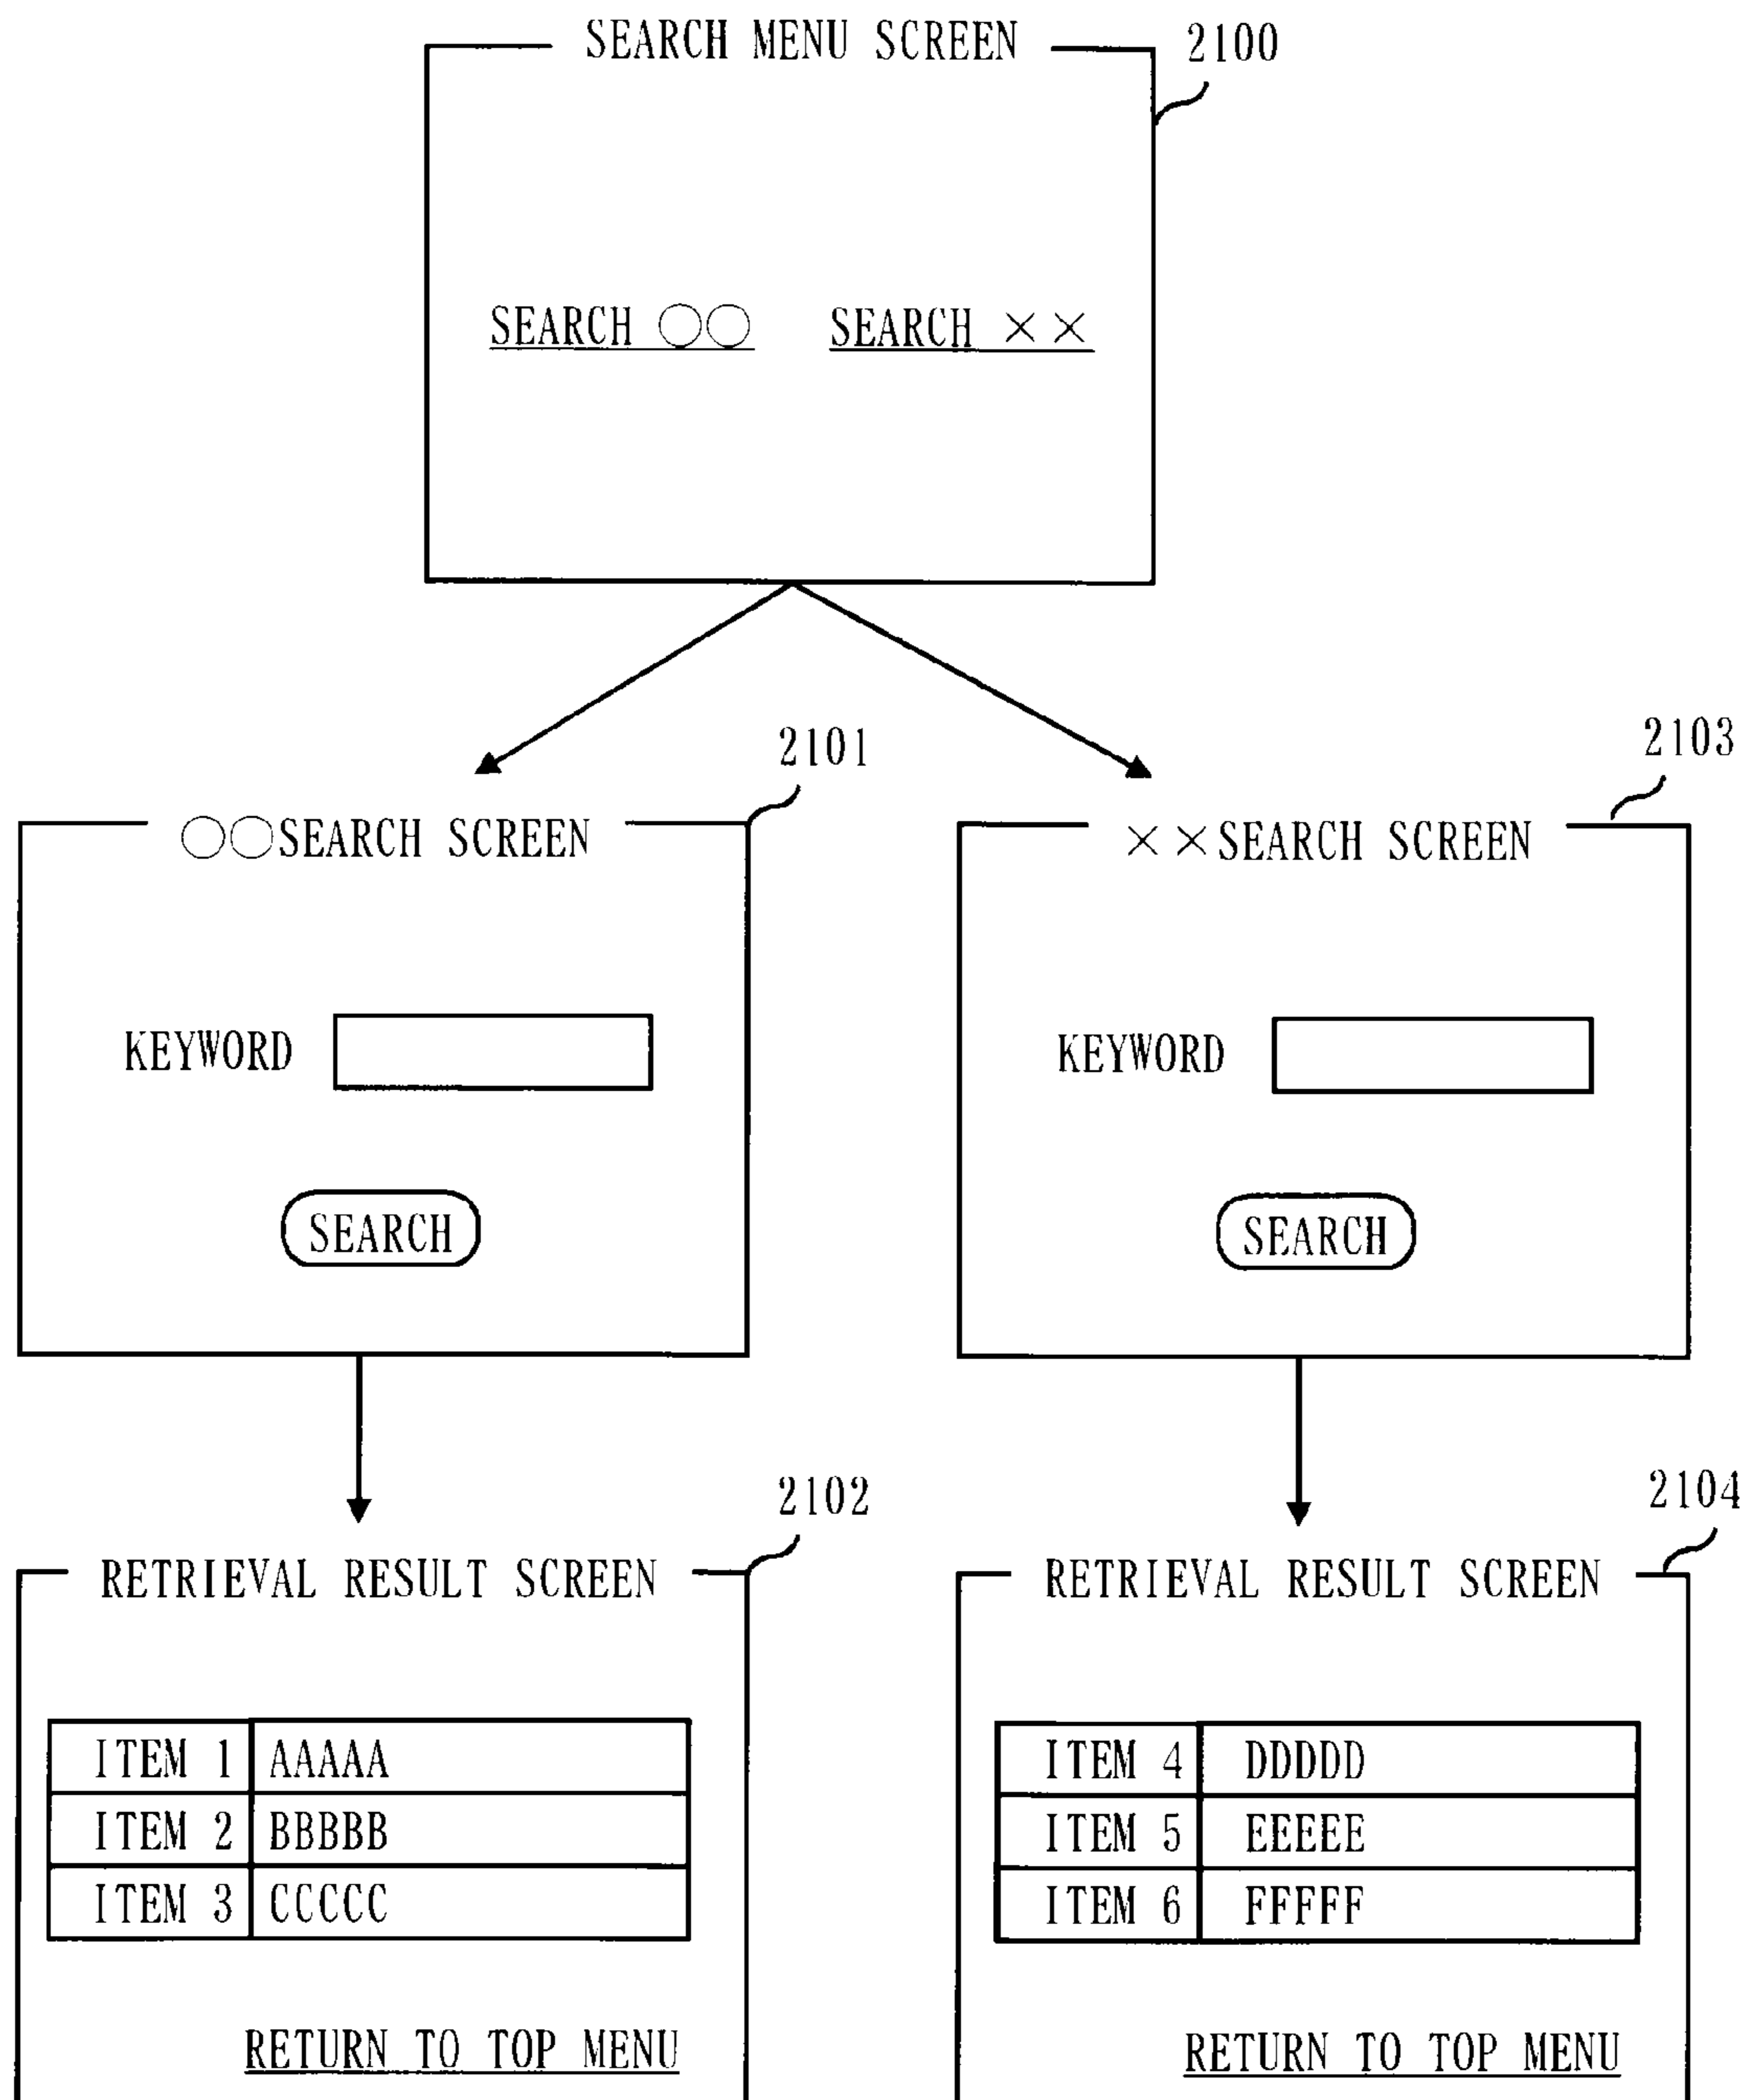 SEARCH MENU SCREEN
2100
SEARCH ○○ SEARCH ××
2101
2103
○○SEARCH SCREEN
××SEARCH SCREEN
KEYWORD
KEYWORD
SEARCH
SEARCH
2102
2104
RETRIEVAL RESULT SCREEN
RETRIEVAL RESULT SCREEN
ITEM 1 AAAAA
ITEM 2 BBBBB
ITEM 3 CCCCC
RETURN TO TOP MENU
ITEM 4 DDDDD
ITEM 5 EEEEE
ITEM 6 FFFFF
RETURN TO TOP MENU